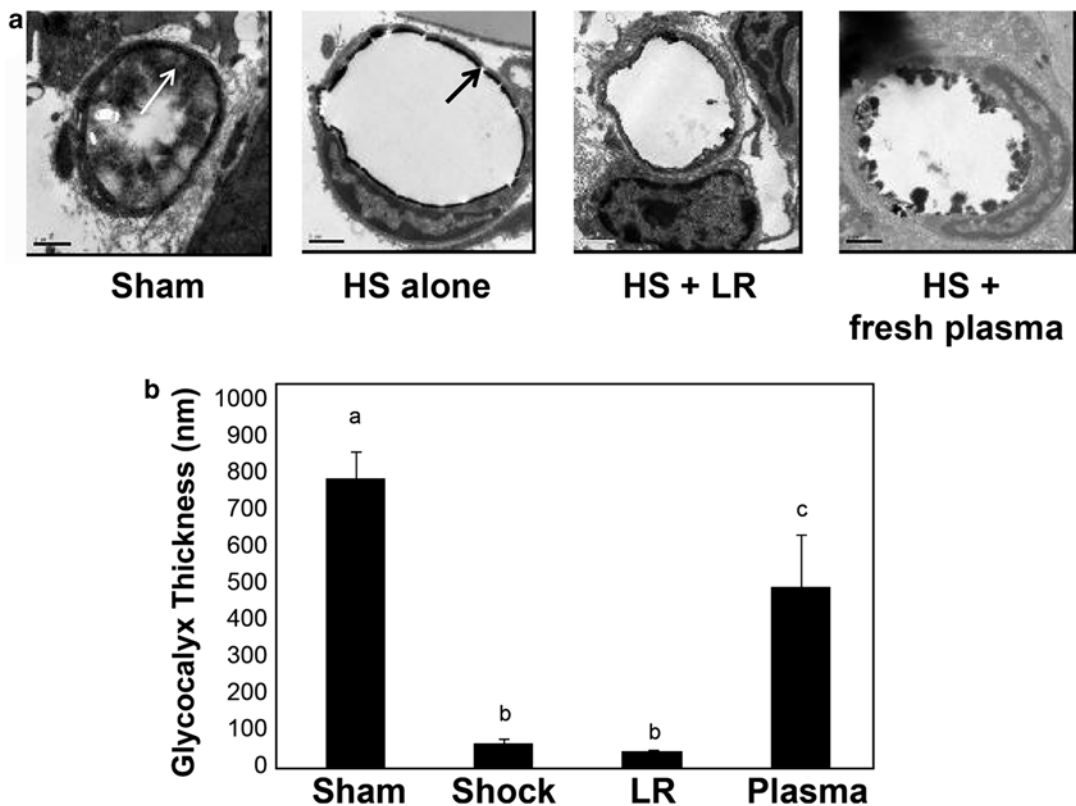 a
Sham
HS alone
HS + LR
HS +
fresh plasma
b
Glycocalyx Thickness (nm)
1000
900
800
700
600
500
400
300
200
100
0
a
b
b
c
Sham
Shock
LR
Plasma